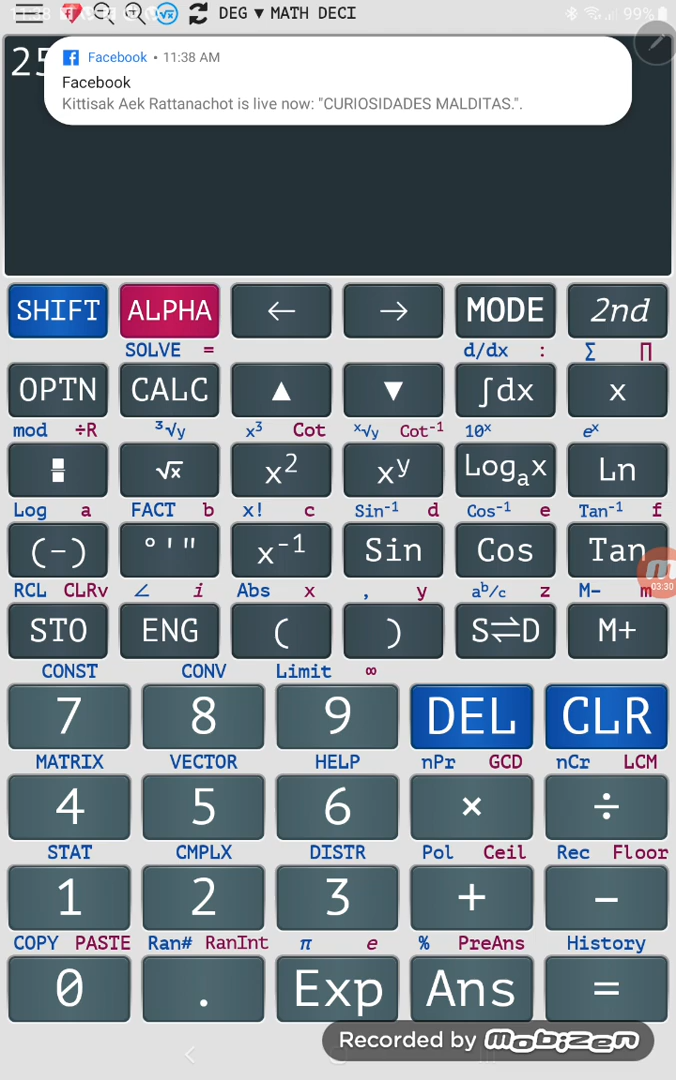 DEG ▼ MATH DECI
99%
25
Facebook • 11:38 AM
Facebook
Kittisak Aek Rattanachot is live now: "CURIOSIDADES MALDITAS.".
SHIFT ALPHA ← → MODE 2nd
SOLVE = d/dx : ∑ ∏
OPTN CALC ▲ ▼ ∫dx x
mod ÷R ³√y x³ Cot ˣ√y Cot⁻¹ 10ˣ eˣ
√x x² xʸ Logₐx Ln
Log a FACT b x! c Sin⁻¹ d Cos⁻¹ e Tan⁻¹ f
(-) °'" x⁻¹ Sin Cos Tan
03:30
RCL CLRv ∠ i Abs x , y aᵇ/c z M- m
STO ENG ( ) S⇌D M+
CONST CONV Limit ∞
7 8 9 DEL CLR
MATRIX VECTOR HELP nPr GCD nCr LCM
4 5 6 × ÷
STAT CMPLX DISTR Pol Ceil Rec Floor
1 2 3 + −
COPY PASTE Ran# RanInt π e % PreAns History
0 . Exp Ans =
Recorded by mobizen